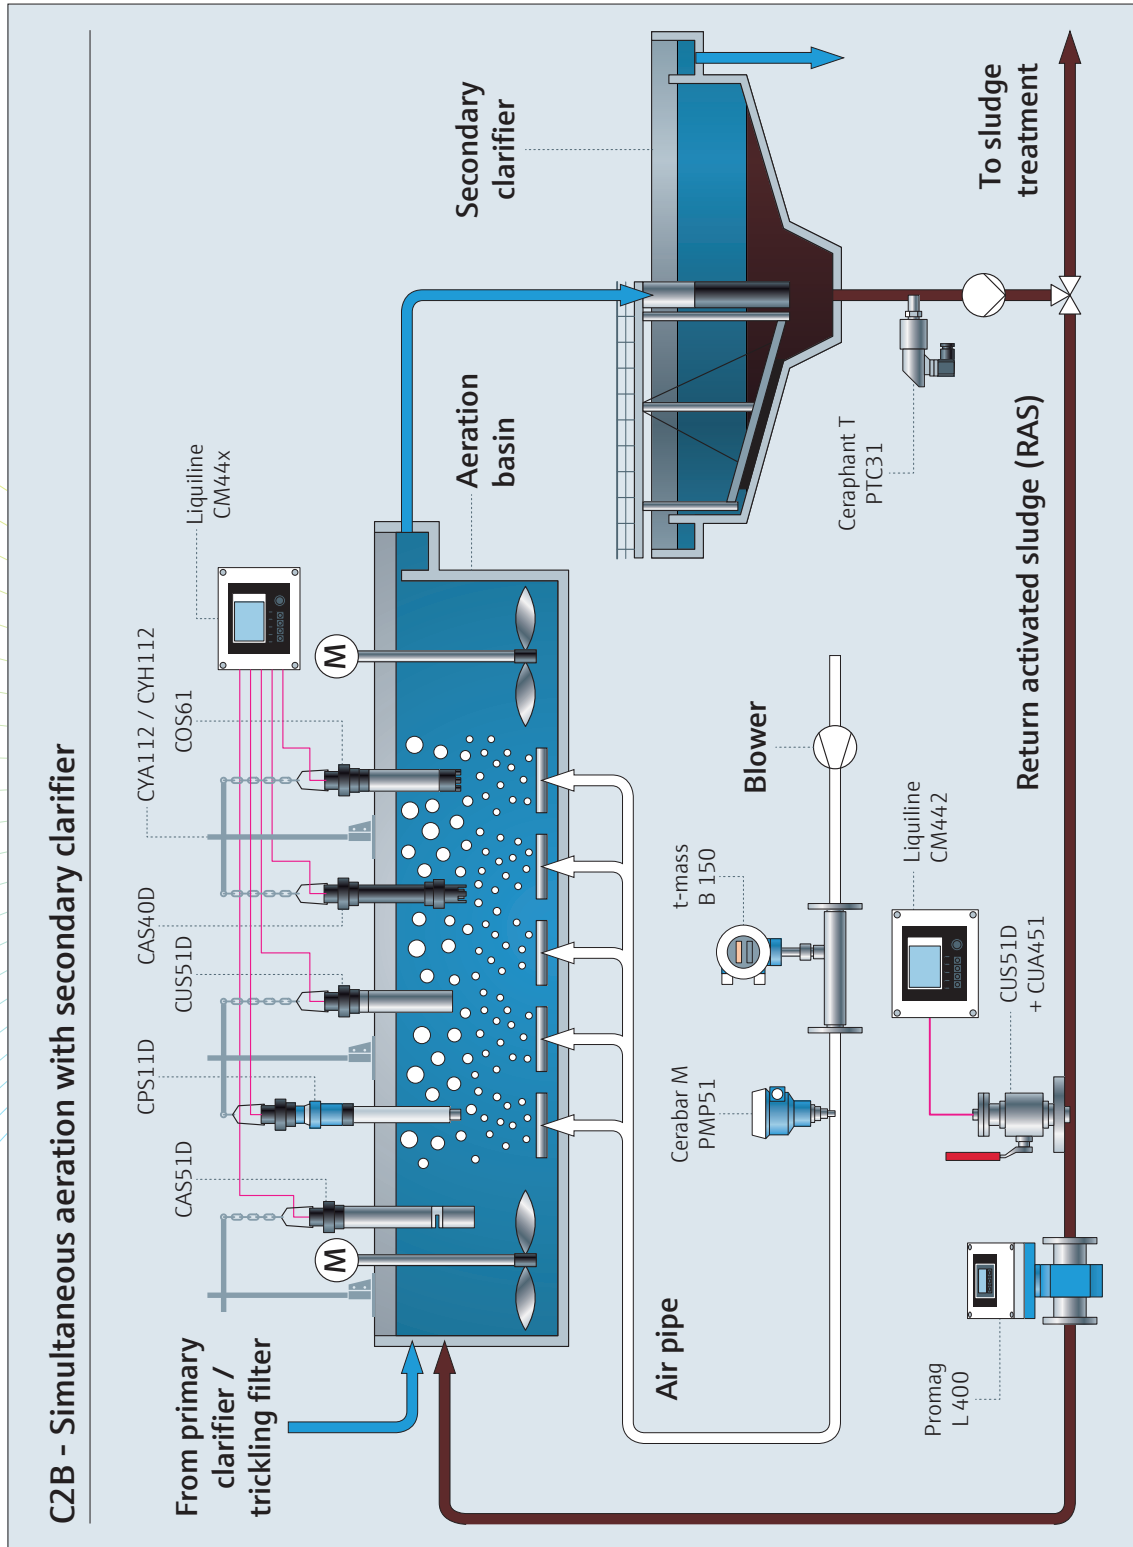 C2B - Simultaneous aeration with secondary clarifier
From primary
clarifier /
trickling filter
CAS51D
CPS11D
CUS51D
CAS40D
COS61
CYA112 / CYH112
Liquiline
CM44x
M
M
Aeration
basin
Secondary
clarifier
Air pipe
Cerabar M
PMP51
t-mass
B 150
Blower
Ceraphant T
PTC31
To sludge
treatment
Promag
L 400
CUS51D
+ CUA451
Liquiline
CM442
Return activated sludge (RAS)